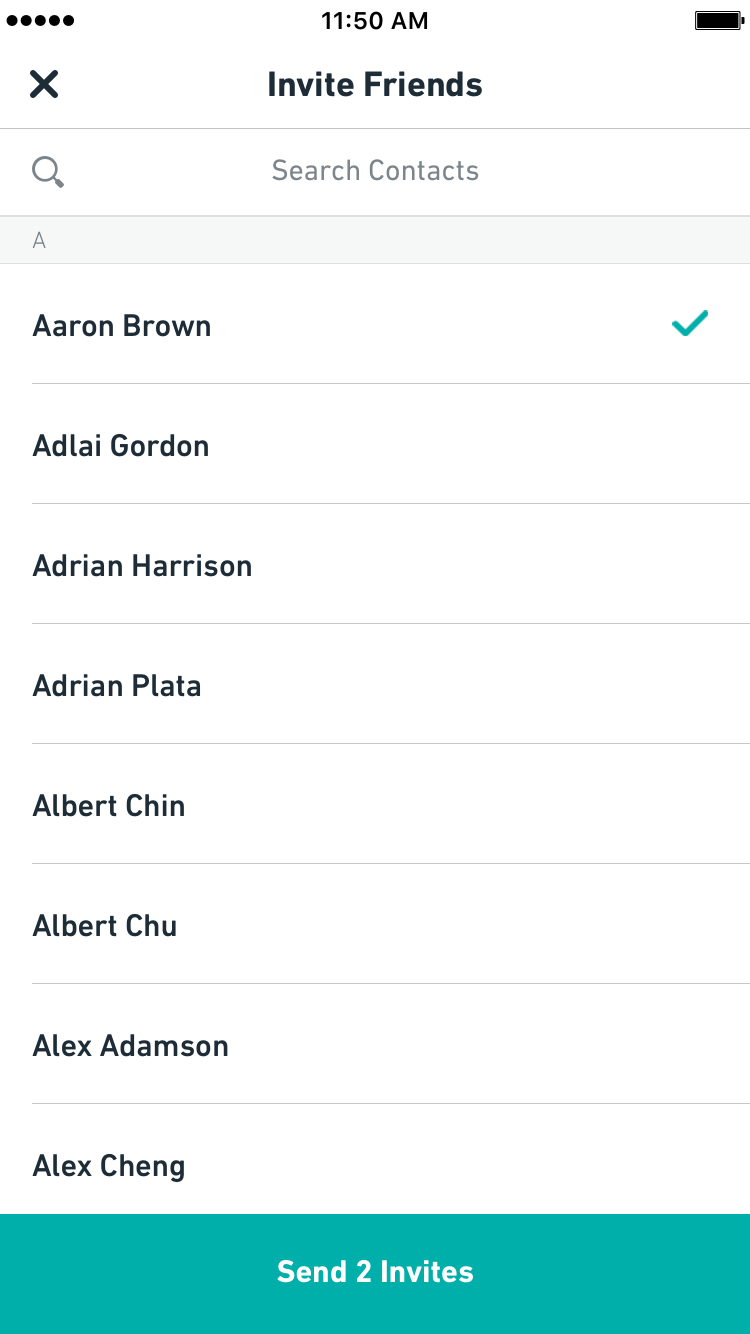 11:50 AM
Invite Friends
Search Contacts
A
Aaron Brown
Adlai Gordon
Adrian Harrison
Adrian Plata
Albert Chin
Albert Chu
Alex Adamson
Alex Cheng
Send 2 Invites